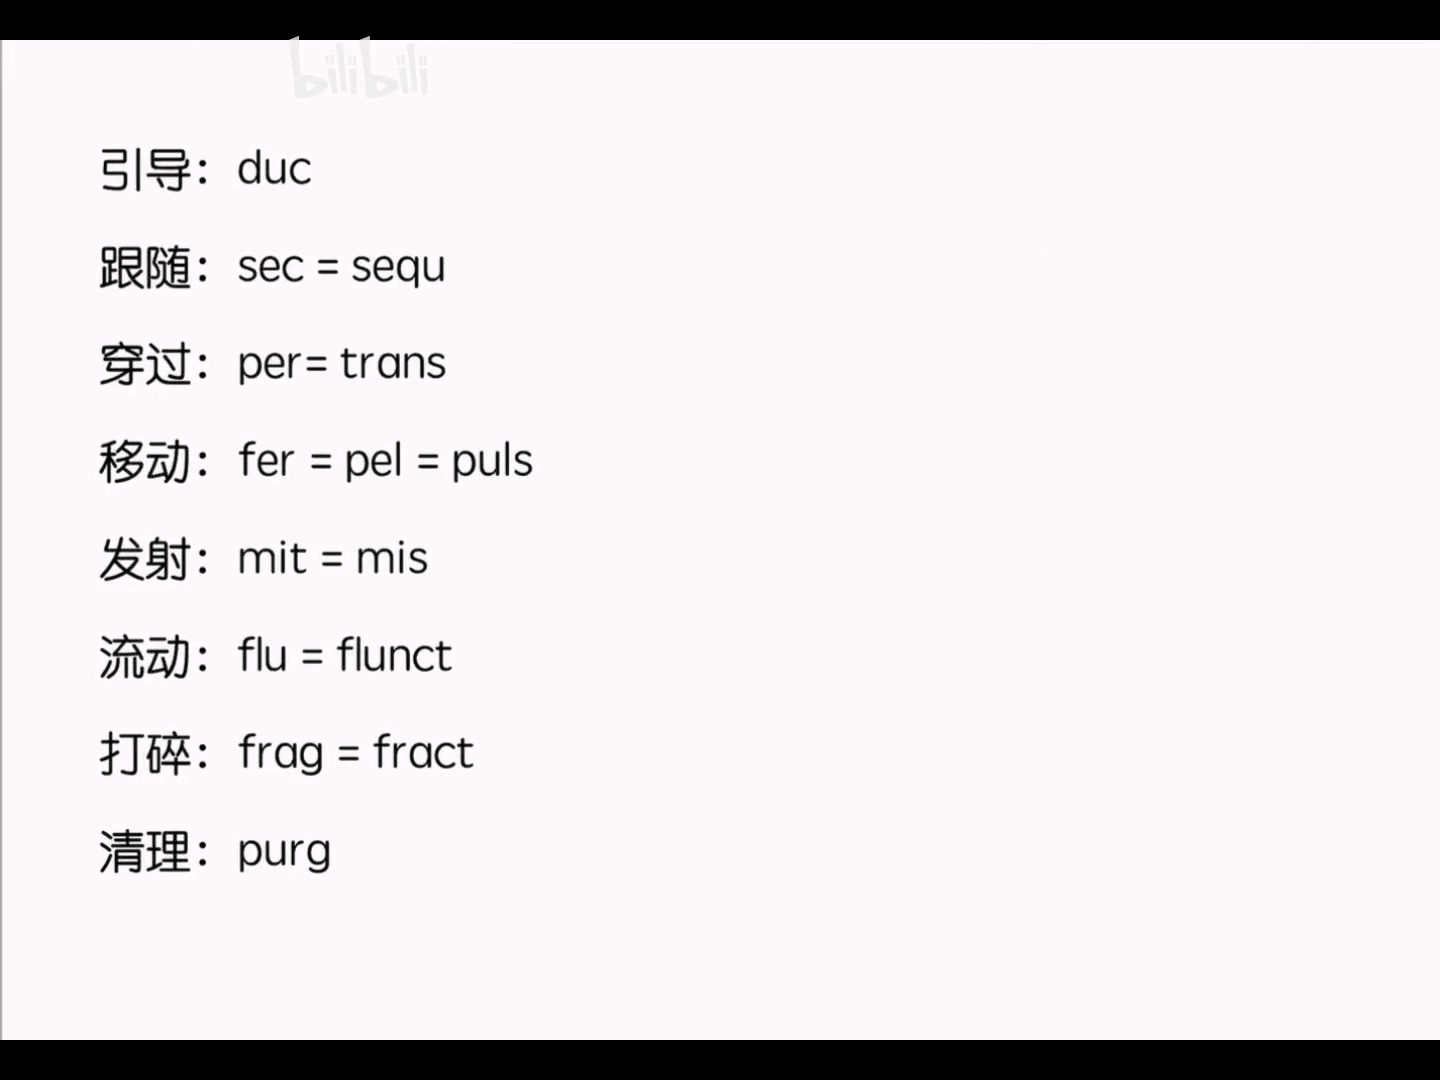 bilibili
引导：duc
跟随：sec = sequ
穿过：per= trans
移动：fer = pel = puls
发射：mit = mis
流动：flu = flunct
打碎：frag = fract
清理：purg